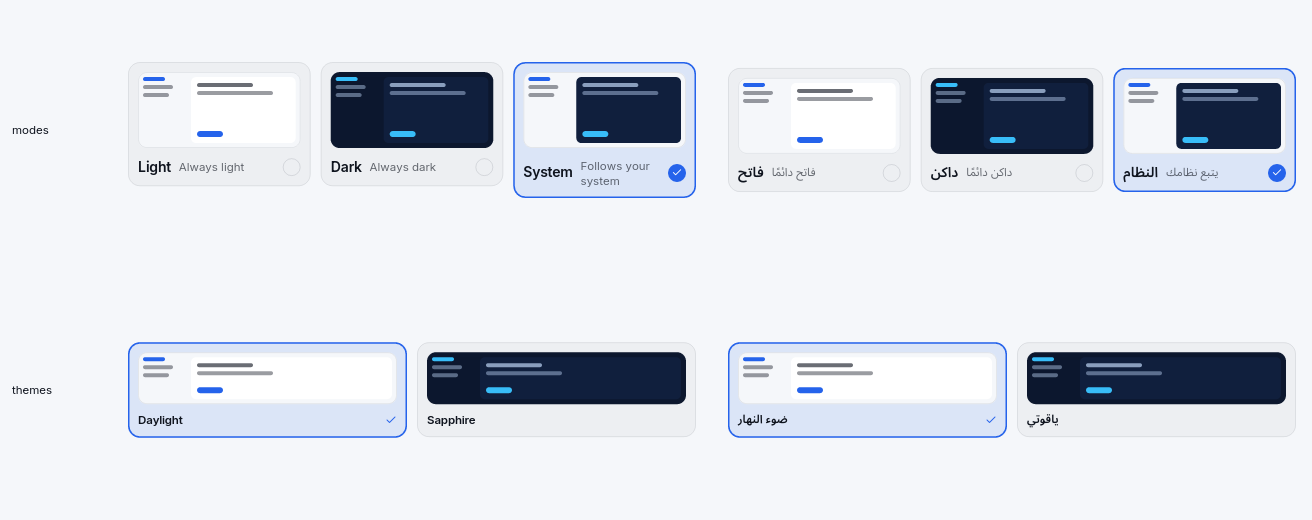 modes
Light Always light
Dark Always dark
System Follows your
system
فاتح فاتح دائمًا
داكن داكن دائمًا
النظام يتبع نظامك
themes
Daylight
Sapphire
ضوء النهار
ياقوتي